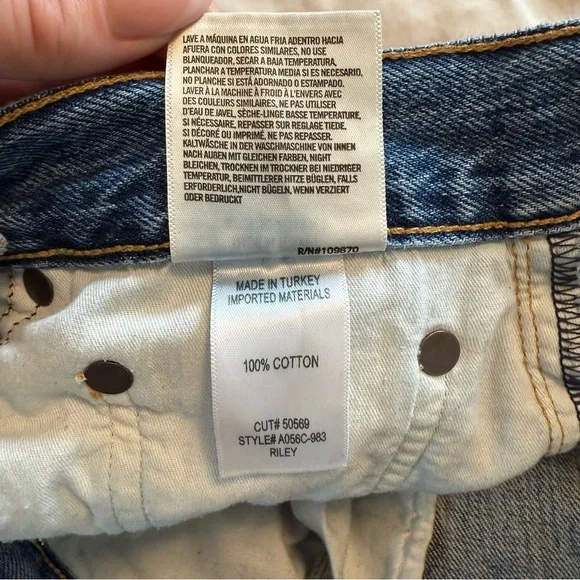 LAVE A MÁQUINA EN AGUA FRIA ADENTRO HACIA
AFUERA CON COLORES SIMILARES, NO USE
BLANQUEADOR, SECAR A BAJA TEMPERATURA,
PLANCHAR A TEMPERATURA MEDIA SI ES NECESARIO,
NO PLANCHA SI ESTÁ ADORNADO O ESTAMPADO.
LAVER À LA MACHINE À FROID À L'ENVERS AVEC
DES COULEURS SIMILAIRES, NE PAS UTILISER
D'EAU DE JAVEL, SÈCHE-LINGE BASSE TEMPERATURE,
SI NÉCESSAIRE, REPASSER SUR REGLAGE TIEDE,
SI DÉCORÉ OU IMPRIMÉ, NE PAS REPASSER.
KALTWÄSCHE IN DER WASCHMASCHINE VON INNEN
NACH AUßEN MIT GLEICHEN FARBEN, NIGHT
BLEICHEN, TROCKNEN IM TROCKNER BEI NIEDRIGER
TEMPERATUR, BEIMITTLERER HITZE BÜGLEN, FALLS
ERFORDERLICH, NICHT BÜGELN, WENN VERZIERT
ODER BEDRUCKT
R/N#109670
MADE IN TURKEY
IMPORTED MATERIALS
100% COTTON
CUT# 50569
STYLE# A056C-983
RILEY